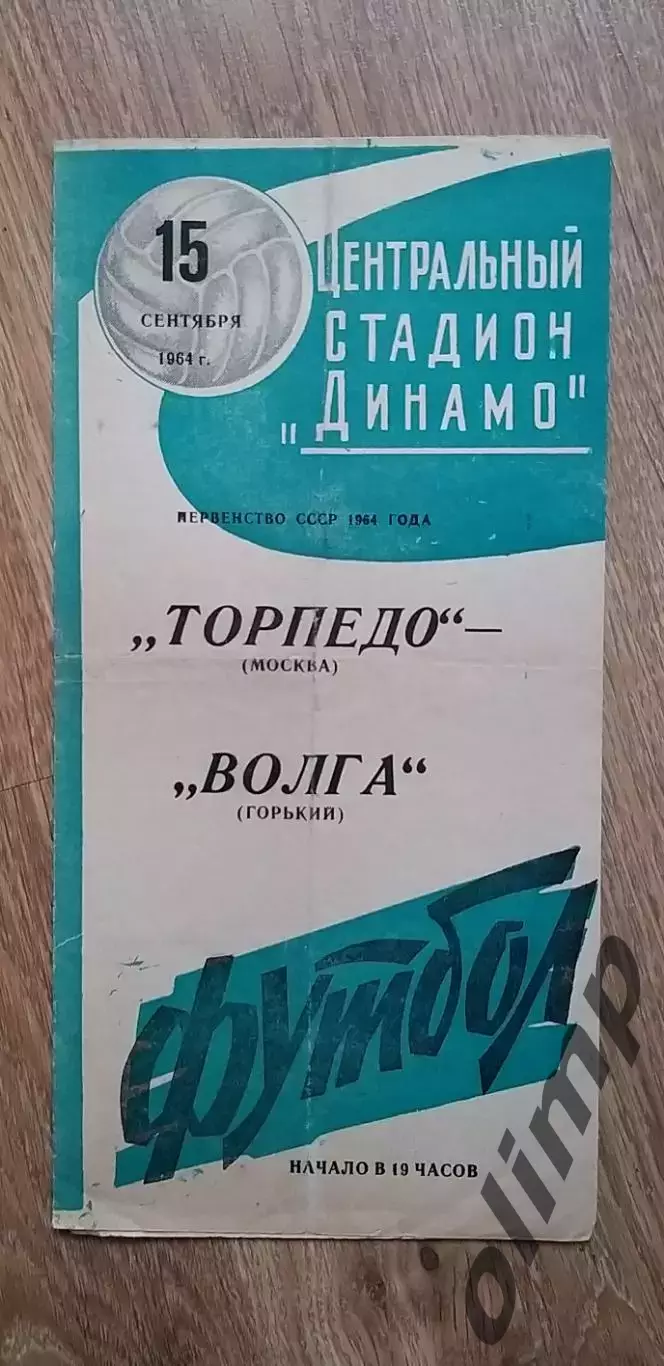 15
СЕНТЯБРЯ
1964 г.
ЦЕНТРАЛЬНЫЙ
СТАДИОН
„ДИНАМО"
ПЕРВЕНСТВО СССР 1964 ГОДА
„ТОРПЕДО“—
(МОСКВА)
„ВОЛГА“
(ГОРЬКИЙ)
футбол
НАЧАЛО В 19 ЧАСОВ
olimp